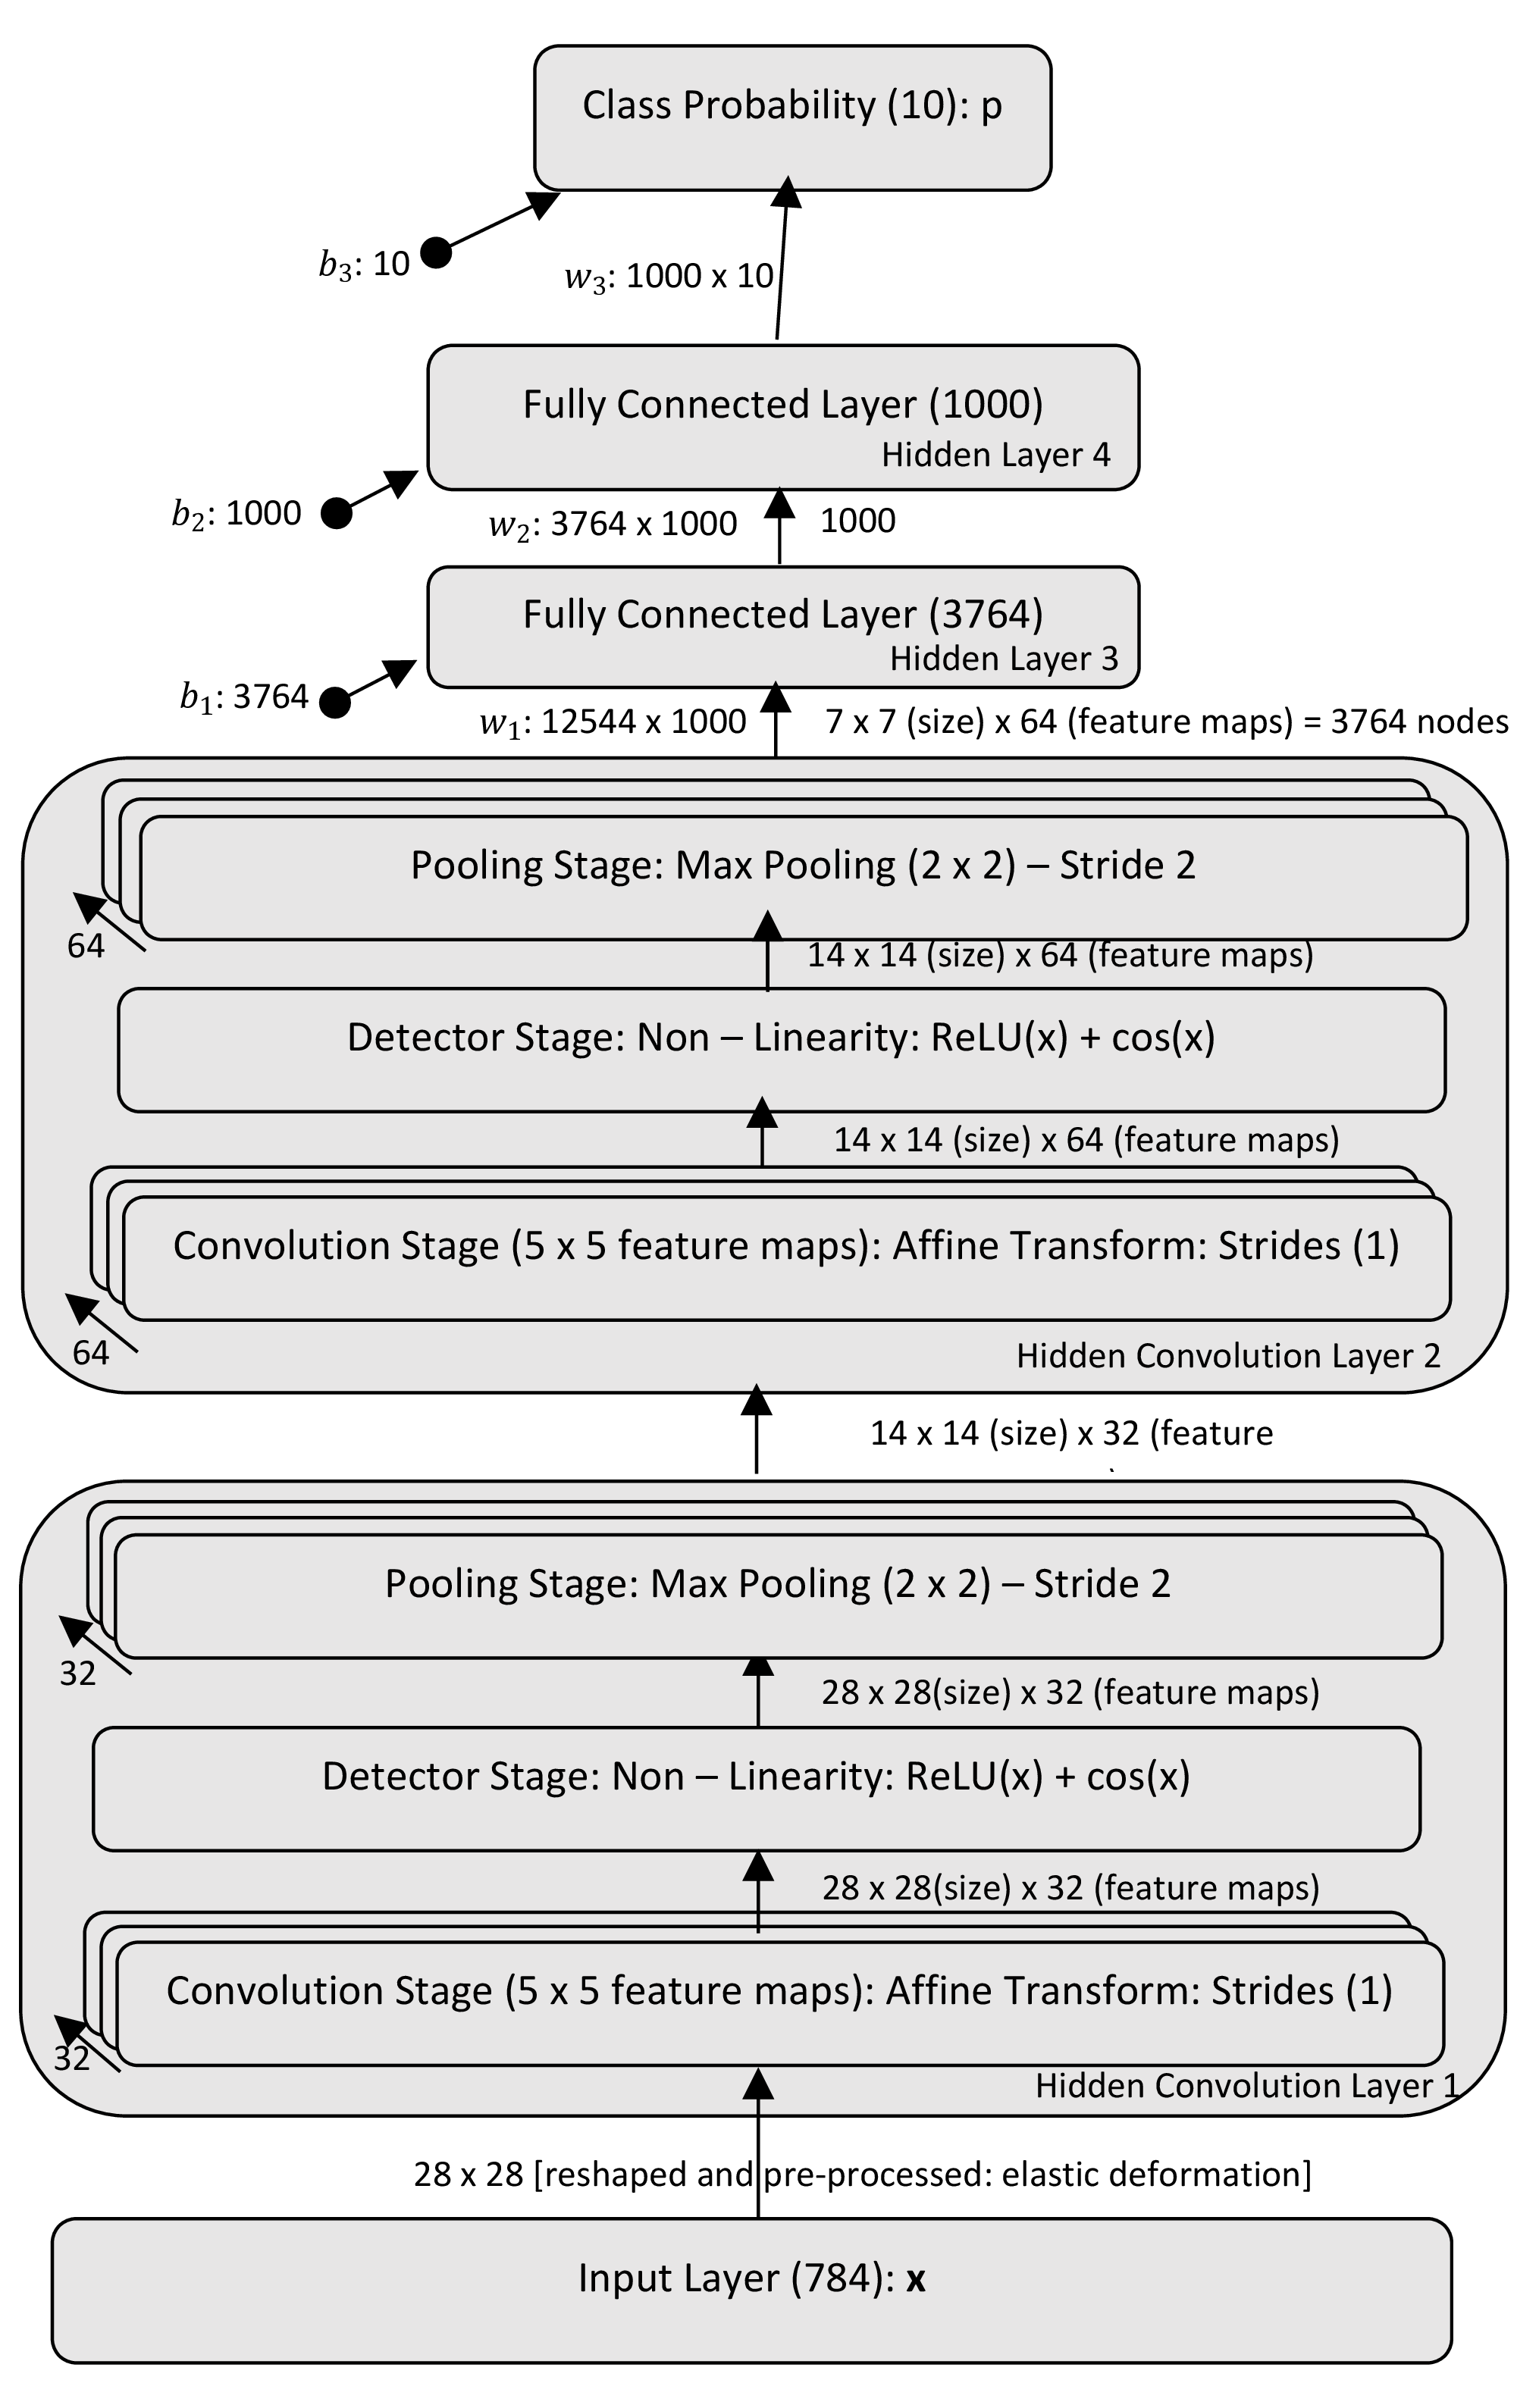 Class Probability (10): p
b₃: 10
w₃: 1000 x 10
Fully Connected Layer (1000)
Hidden Layer 4
b₂: 1000
w₂: 3764 x 1000
1000
Fully Connected Layer (3764)
Hidden Layer 3
b₁: 3764
w₁: 12544 x 1000
7 x 7 (size) x 64 (feature maps) = 3764 nodes
Pooling Stage: Max Pooling (2 x 2) – Stride 2
64
14 x 14 (size) x 64 (feature maps)
Detector Stage: Non – Linearity: ReLU(x) + cos(x)
14 x 14 (size) x 64 (feature maps)
Convolution Stage (5 x 5 feature maps): Affine Transform: Strides (1)
64
Hidden Convolution Layer 2
14 x 14 (size) x 32 (feature
Pooling Stage: Max Pooling (2 x 2) – Stride 2
32
28 x 28(size) x 32 (feature maps)
Detector Stage: Non – Linearity: ReLU(x) + cos(x)
28 x 28(size) x 32 (feature maps)
Convolution Stage (5 x 5 feature maps): Affine Transform: Strides (1)
32
Hidden Convolution Layer 1
28 x 28 [reshaped and pre-processed: elastic deformation]
Input Layer (784): x